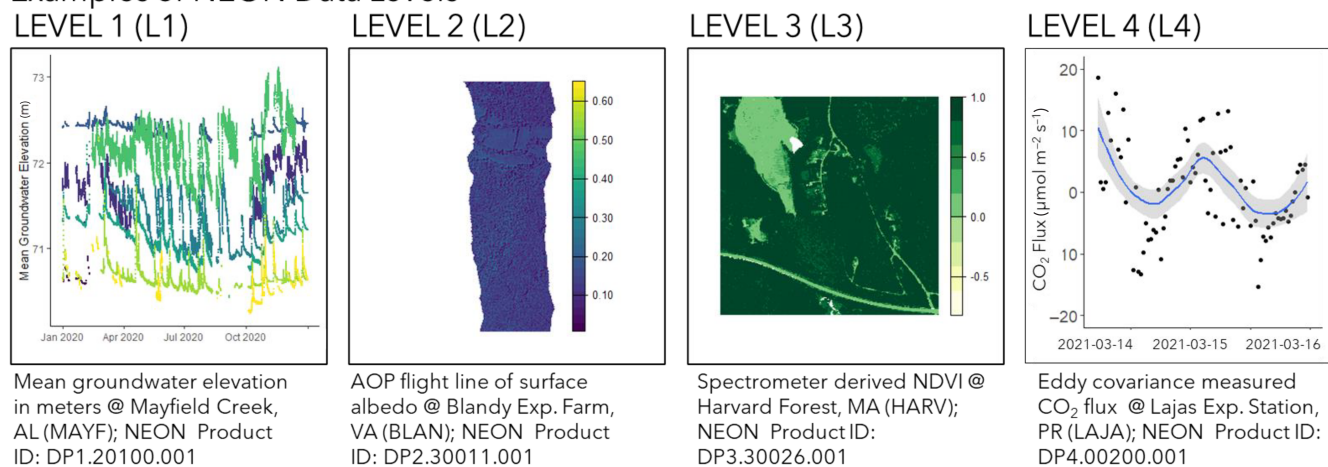 Examples of NEON Data Levels
LEVEL 1 (L1)
LEVEL 2 (L2)
LEVEL 3 (L3)
LEVEL 4 (L4)
Mean Groundwater Elevation (m)
73
72
71
Jan 2020 Apr 2020 Jul 2020 Oct 2020
0.60
0.50
0.40
0.30
0.20
0.10
1.0
0.5
0.0
-0.5
CO2 Flux (μmol m−2 s−1)
20
10
0
10
−20
2021-03-14 2021-03-15 2021-03-16
Mean groundwater elevation
in meters @ Mayfield Creek,
AL (MAYF); NEON Product
ID: DP1.20100.001
AOP flight line of surface
albedo @ Blandy Exp. Farm,
VA (BLAN); NEON Product
ID: DP2.30011.001
Spectrometer derived NDVI @
Harvard Forest, MA (HARV);
NEON Product ID:
DP3.30026.001
Eddy covariance measured
CO2 flux @ Lajas Exp. Station,
PR (LAJA); NEON Product ID:
DP4.00200.001